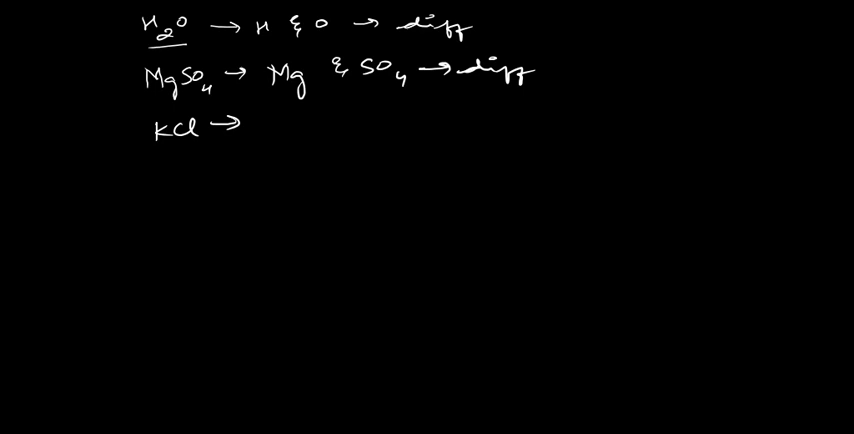 H₂O → H & O → diff
MgSO₄ → Mg & SO₄ → diff
KCl →